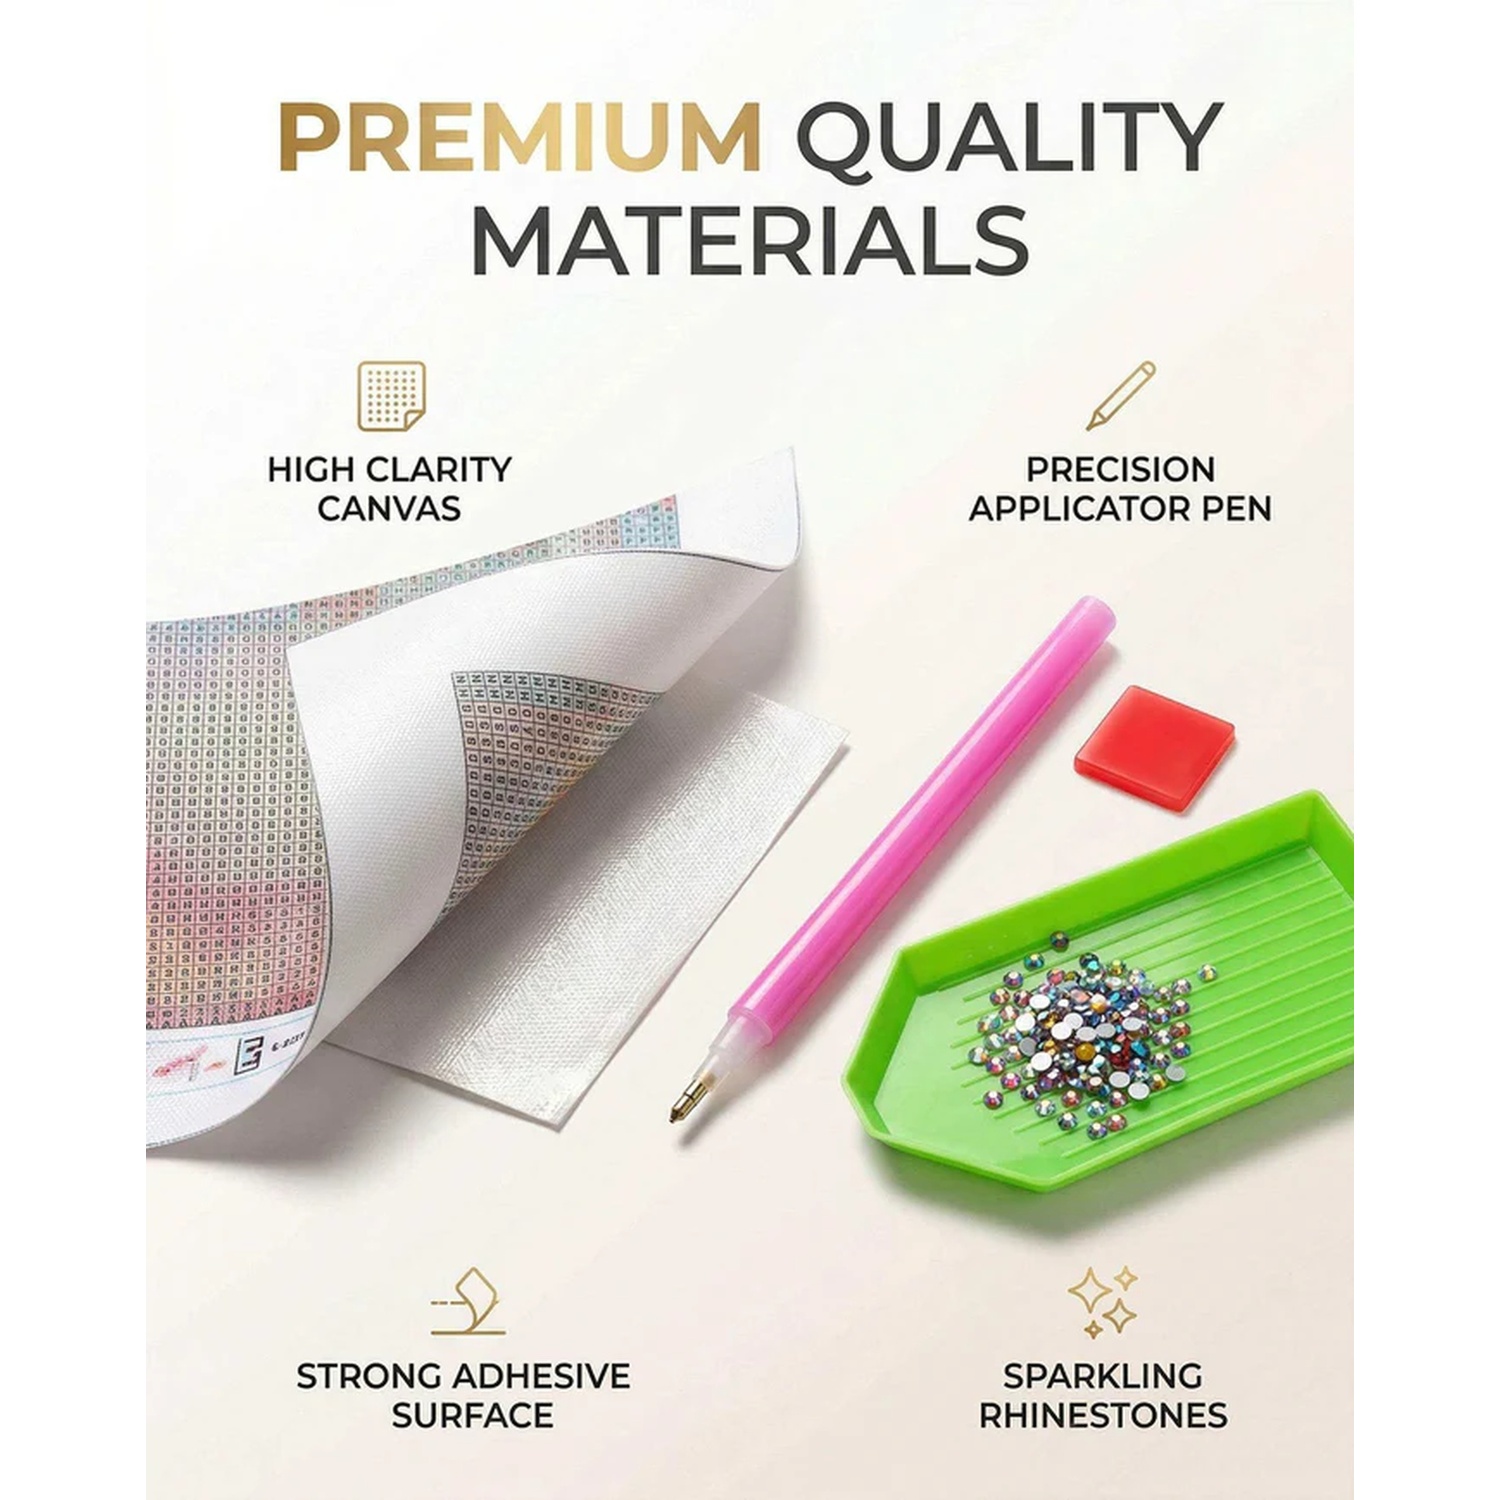 PREMIUM QUALITY
MATERIALS
HIGH CLARITY
CANVAS
PRECISION
APPLICATOR PEN
STRONG ADHESIVE
SURFACE
SPARKLING
RHINESTONES